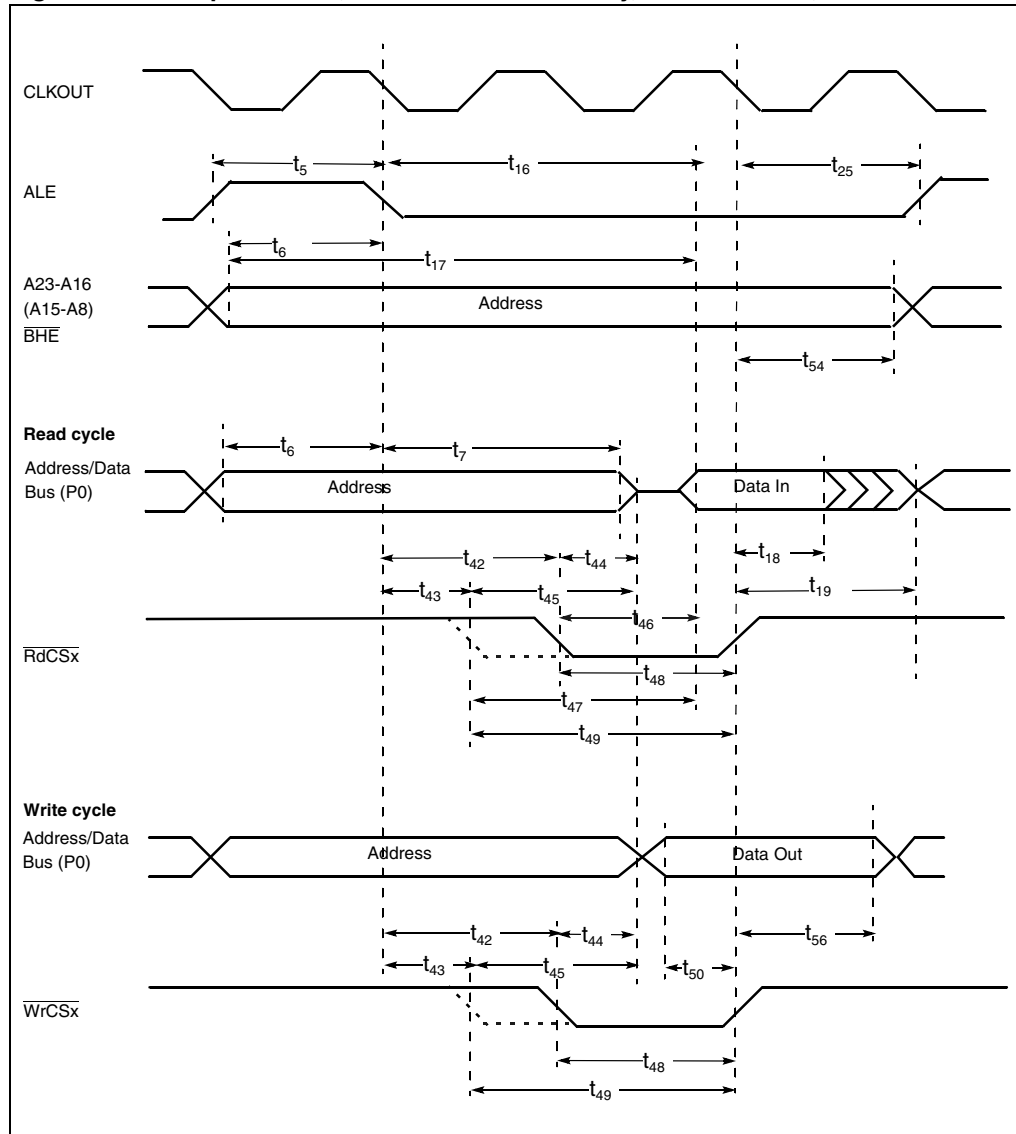 CLKOUT
t5
t16
t25
ALE
t6
t17
A23-A16
(A15-A8)
BHE
Address
t54
Read cycle
t6
t7
Address/Data
Bus (P0)
Address
Data In
t18
t42
t44
t43
t45
t19
t46
RdCSx
t48
t47
t49
Write cycle
Address/Data
Bus (P0)
Address
Data Out
t42
t44
t56
t43
t45
t50
WrCSx
t48
t49